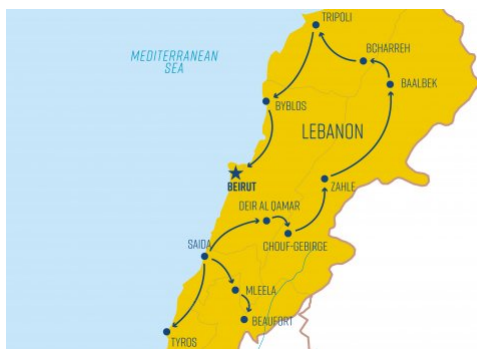 TRIPOLI
MEDITERRANEAN
SEA
BCHARREH
BAALBEK
BYBLOS
LEBANON
BEIRUT
ZAHLE
DEIR AL QAMAR
CHOUF-GEBIRGE
SAIDA
MLEELA
BEAUFORT
TYROS